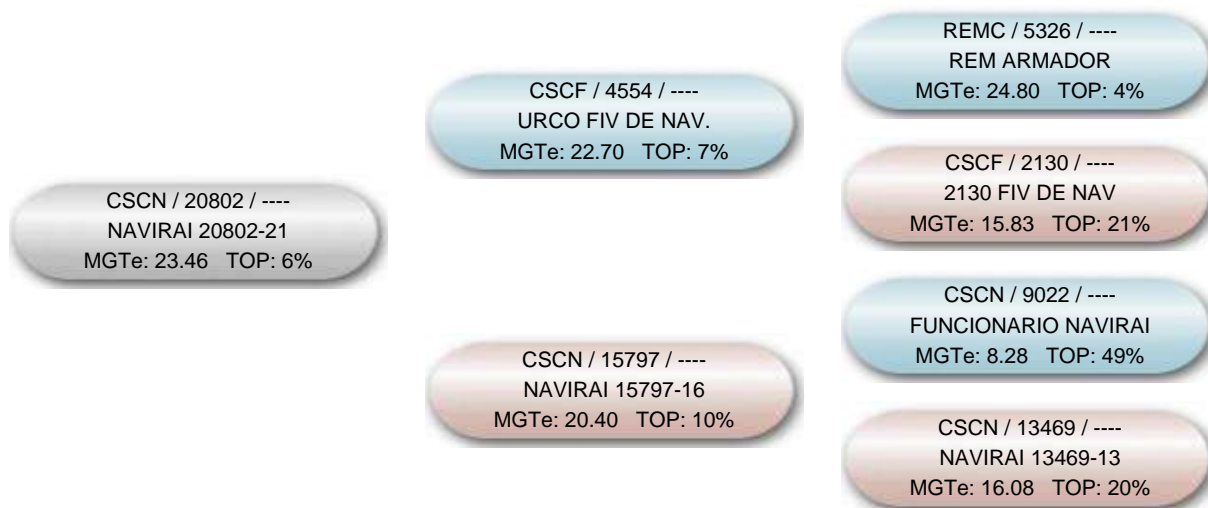 REMC / 5326 / ----
REM ARMADOR
MGTe: 24.80 TOP: 4%
CSCF / 4554 / ----
URCO FIV DE NAV.
MGTe: 22.70 TOP: 7%
CSCF / 2130 / ----
2130 FIV DE NAV
MGTe: 15.83 TOP: 21%
CSCN / 20802 / ----
NAVIRAI 20802-21
MGTe: 23.46 TOP: 6%
CSCN / 9022 / ----
FUNCIONARIO NAVIRAI
MGTe: 8.28 TOP: 49%
CSCN / 15797 / ----
NAVIRAI 15797-16
MGTe: 20.40 TOP: 10%
CSCN / 13469 / ----
NAVIRAI 13469-13
MGTe: 16.08 TOP: 20%